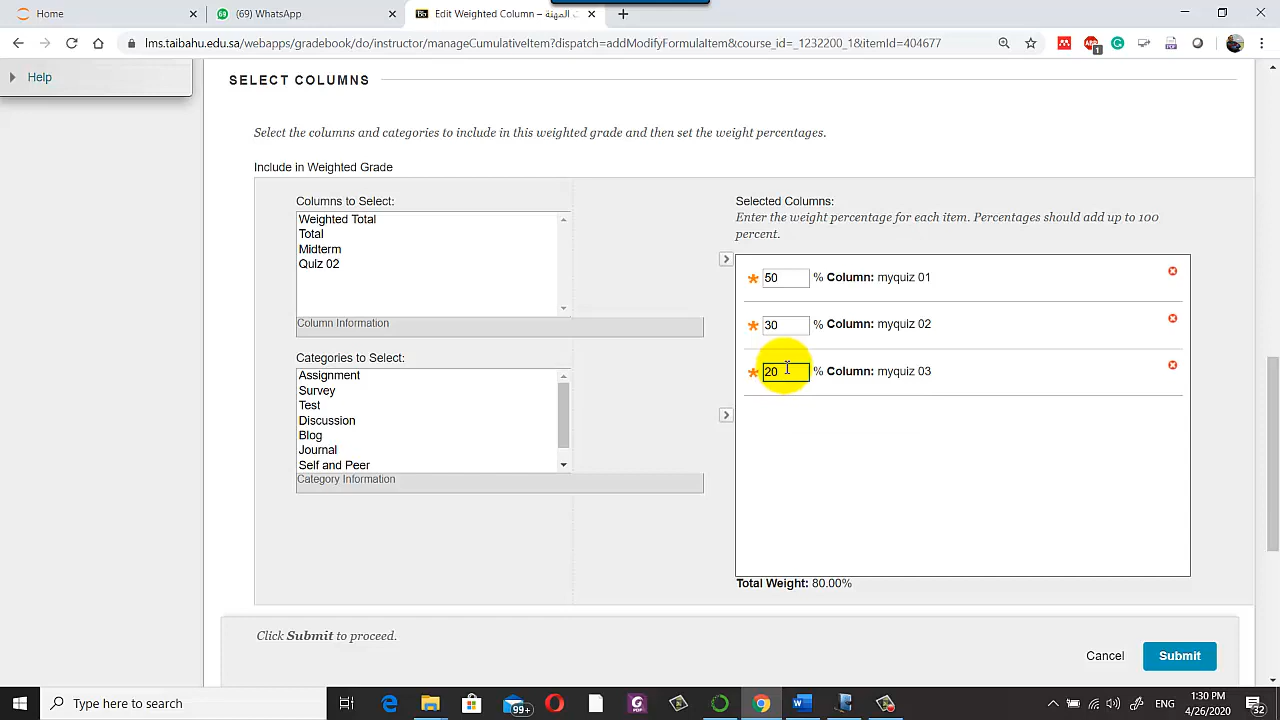 Home
(69) WhatsApp
Edit Weighted Column –
lms.taibahu.edu.sa/webapps/gradebook/do/instructor/manageCumulativeItem?dispatch=addModifyFormulaItem&course_id=_1232200_1&itemId=404677
Help
SELECT COLUMNS
Select the columns and categories to include in this weighted grade and then set the weight percentages.
Include in Weighted Grade
Columns to Select:
Weighted Total
Total
Midterm
Quiz 02
Column Information
Categories to Select:
Assignment
Survey
Test
Discussion
Blog
Journal
Self and Peer
Category Information
Selected Columns:
Enter the weight percentage for each item. Percentages should add up to 100
percent.
50 % Column: myquiz 01
30 % Column: myquiz 02
20 % Column: myquiz 03
Total Weight: 80.00%
Click Submit to proceed.
Cancel
Submit
Type here to search
99+
ENG
1:30 PM
4/26/2020
32